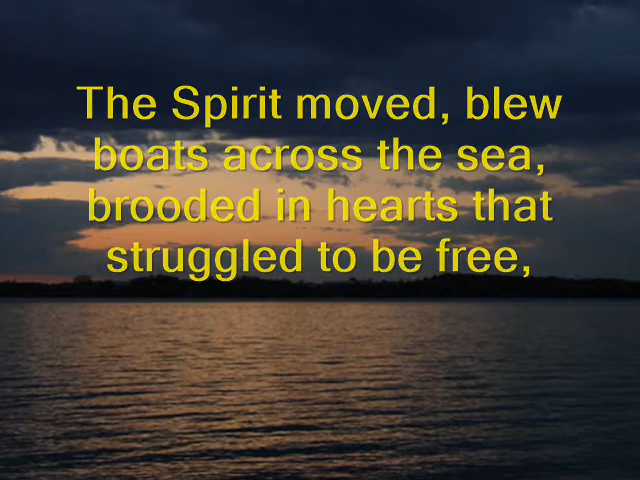 The Spirit moved, blew
boats across the sea,
brooded in hearts that
struggled to be free,